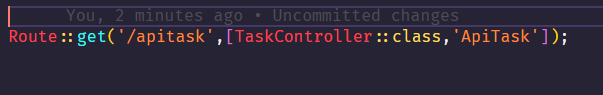 You, 2 minutes ago • Uncommitted changes
Route::get('/apitask',[TaskController::class,'ApiTask']);